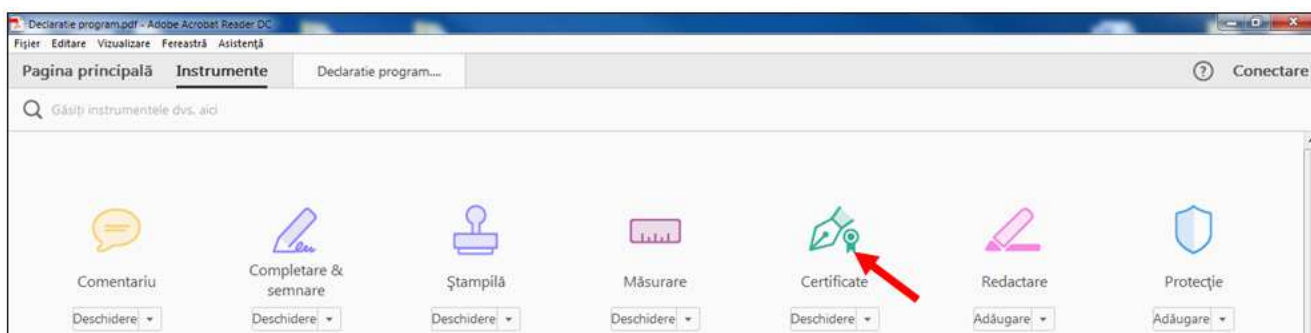 Declaratie program.pdf - Adobe Acrobat Reader DC
Fișier Editare Vizualizare Fereastră Asistență
Pagina principală Instrumente Declaratie program.... Conectare
Găsiți instrumentele dvs. aici
Comentariu Completare & semnare Ștampilă Măsurare Certificate Redactare Protecție
Deschidere Deschidere Deschidere Deschidere Deschidere Adăugare Adăugare